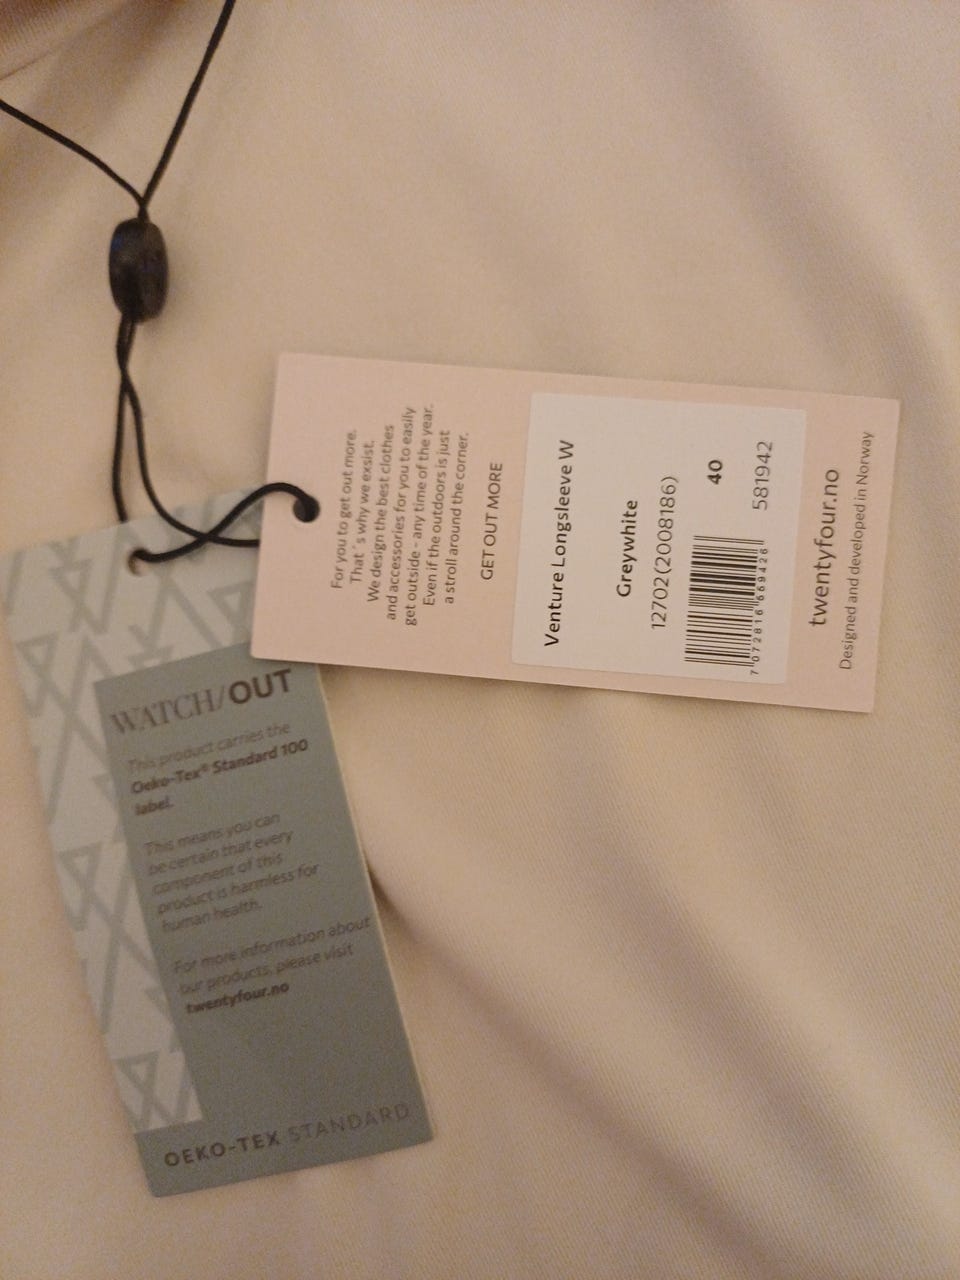 For you to get out more.
That´s why we exsist.
We design the best clothes
and accessories for you to easily
get outside - any time of the year.
Even if the outdoors is just
a stroll around the corner.
GET OUT MORE
Venture Longsleeve W
Greywhite
12702 (2008186)
40
7 072816 669426
581942
twentyfour.no
Designed and developed in Norway
WATCH/OUT
This product carries the
Oeko-Tex® Standard 100
label.
This means you can
be certain that every
component of this
product is harmless for
human health.
For more information about
our products, please visit
twentyfour.no
OEKO-TEX STANDARD